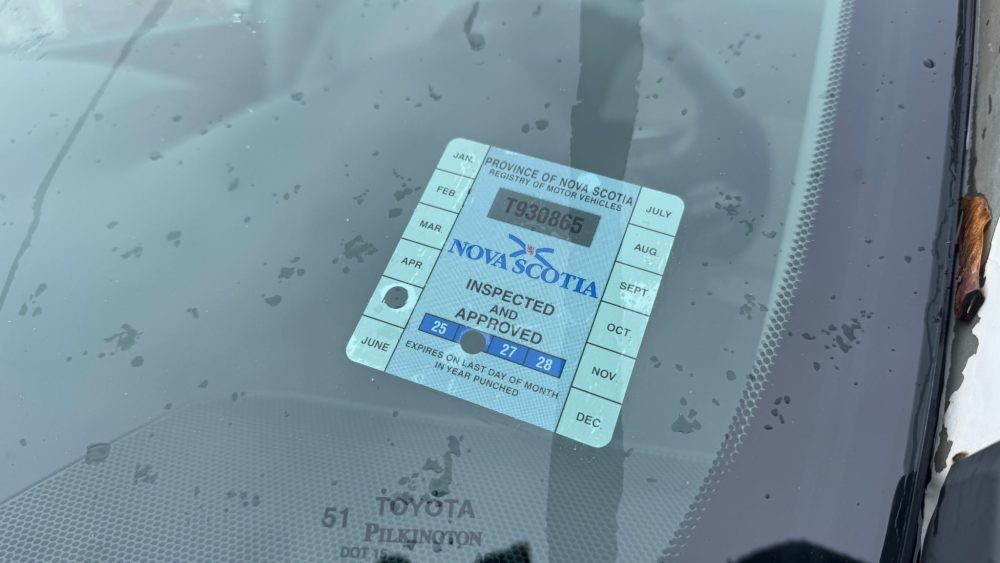 PROVINCE OF NOVA SCOTIA
REGISTRY OF MOTOR VEHICLES
T930865
NOVA SCOTIA
INSPECTED
AND
APPROVED
25 27 28
EXPIRES ON LAST DAY OF MONTH
IN YEAR PUNCHED
JAN.
FEB.
MAR.
APR.
JUNE
JULY
AUG.
SEPT.
OCT.
NOV.
DEC.
TOYOTA
51 PILKINGTON
DOT 15